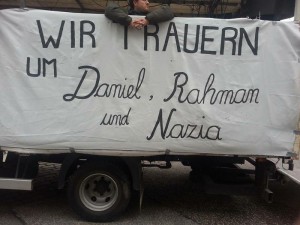 WIR TRAUERN
UM Daniel, Rahman
und Nazia